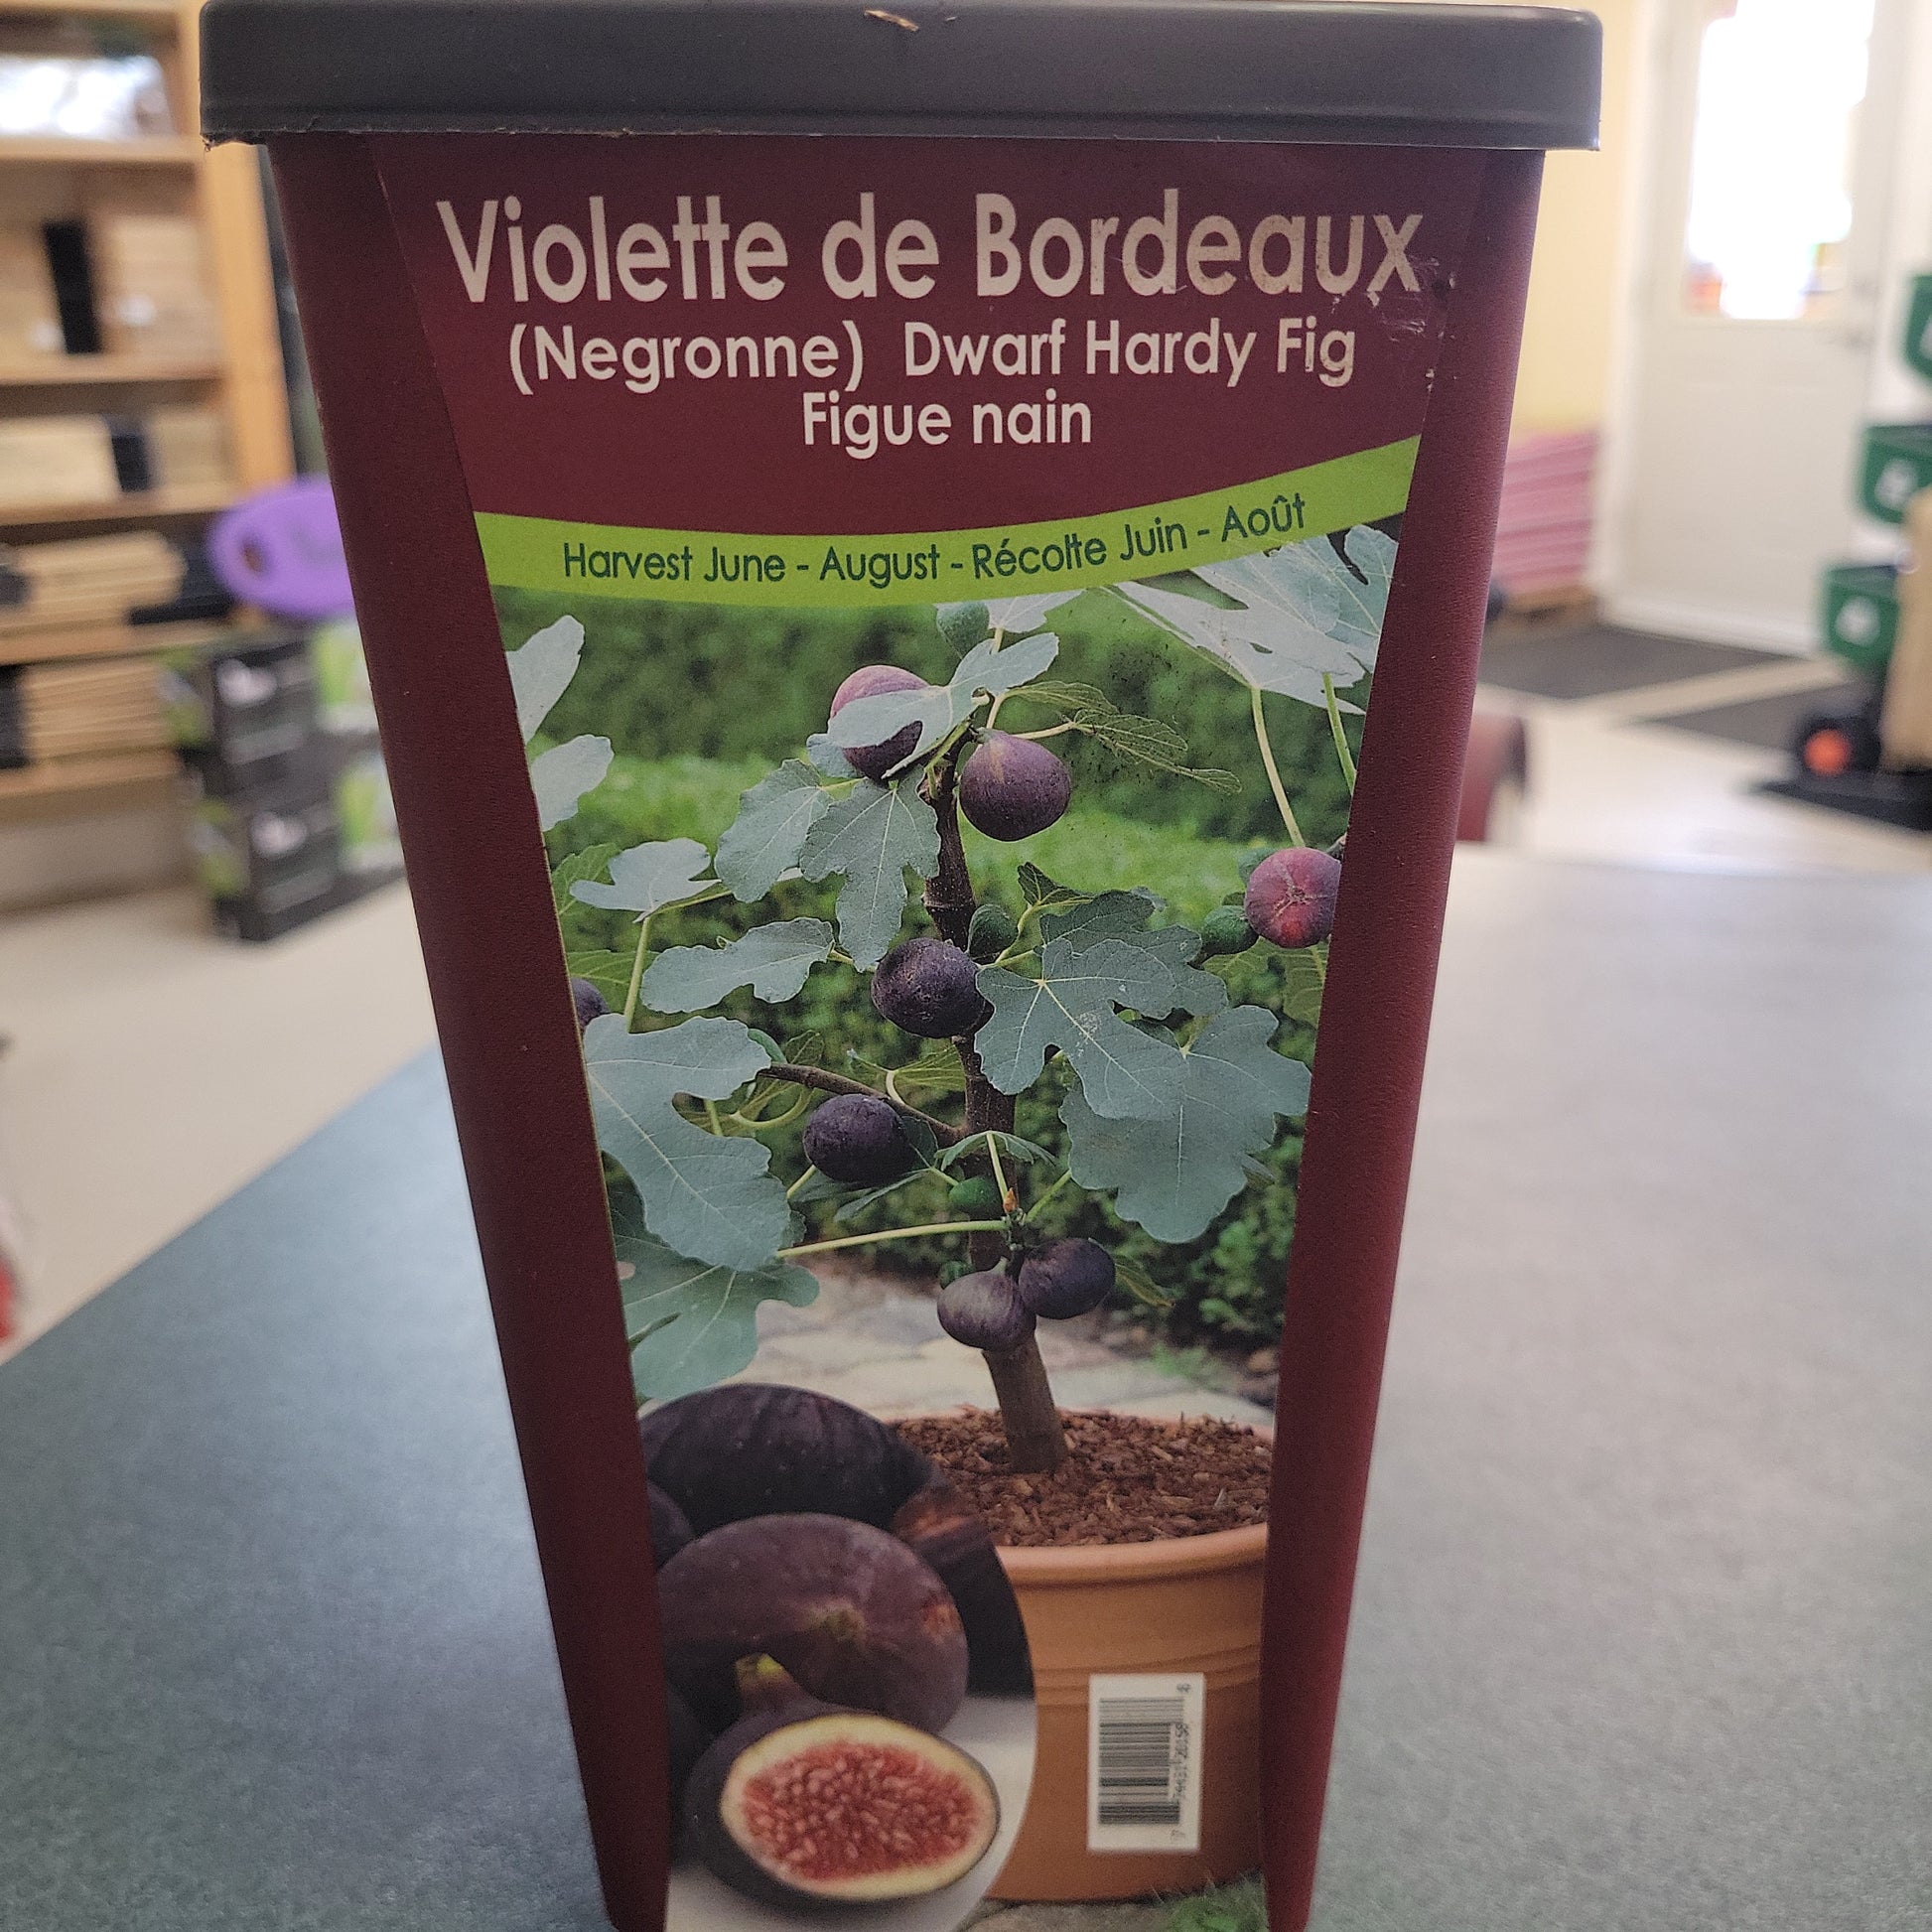 Violette de Bordeaux
(Negronne) Dwarf Hardy Fig
Figue nain
Harvest June - August - Récolte Juin - Août